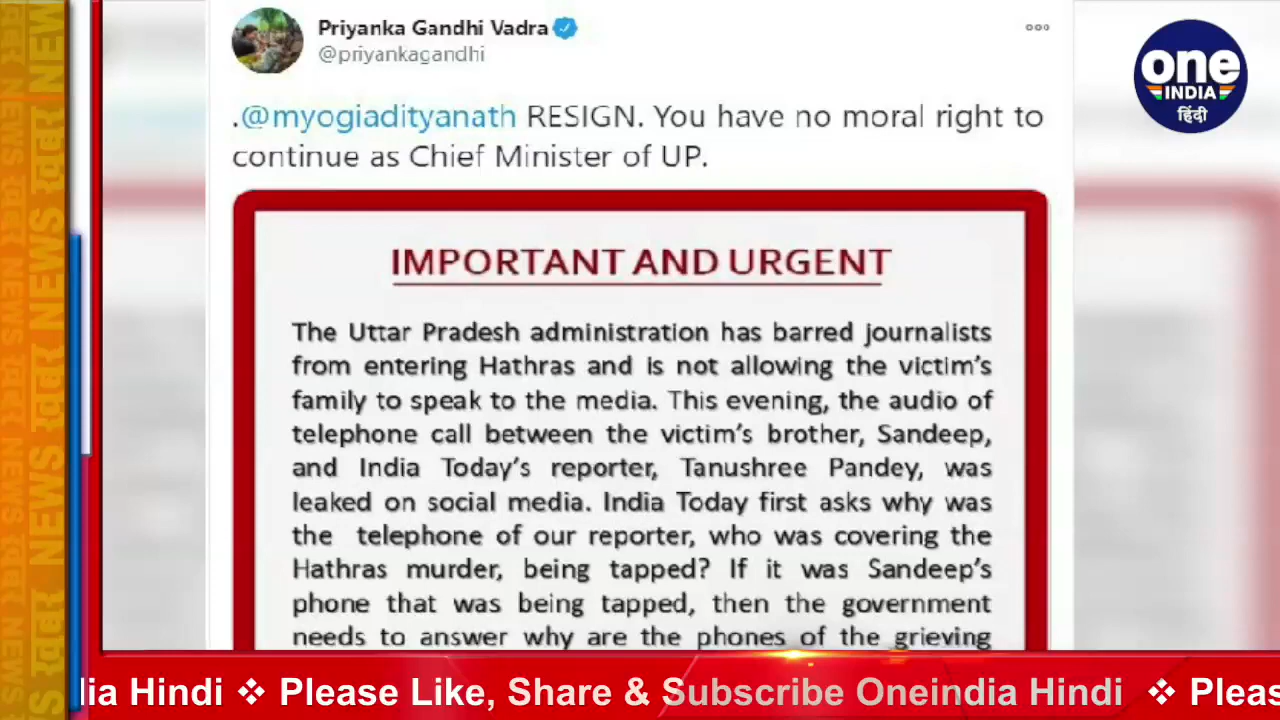 Priyanka Gandhi Vadra
@priyankagandhi
one
INDIA
हिंदी
.@myogiadityanath RESIGN. You have no moral right to
continue as Chief Minister of UP.
IMPORTANT AND URGENT
The Uttar Pradesh administration has barred journalists
from entering Hathras and is not allowing the victim's
family to speak to the media. This evening, the audio of
telephone call between the victim's brother, Sandeep,
and India Today's reporter, Tanushree Pandey, was
leaked on social media. India Today first asks why was
the telephone of our reporter, who was covering the
Hathras murder, being tapped? If it was Sandeep's
phone that was being tapped, then the government
needs to answer why are the phones of the grieving
NEWS खबर NEWS खबर NEWS
dia Hindi ❖ Please Like, Share & Subscribe Oneindia Hindi ❖ Pleas